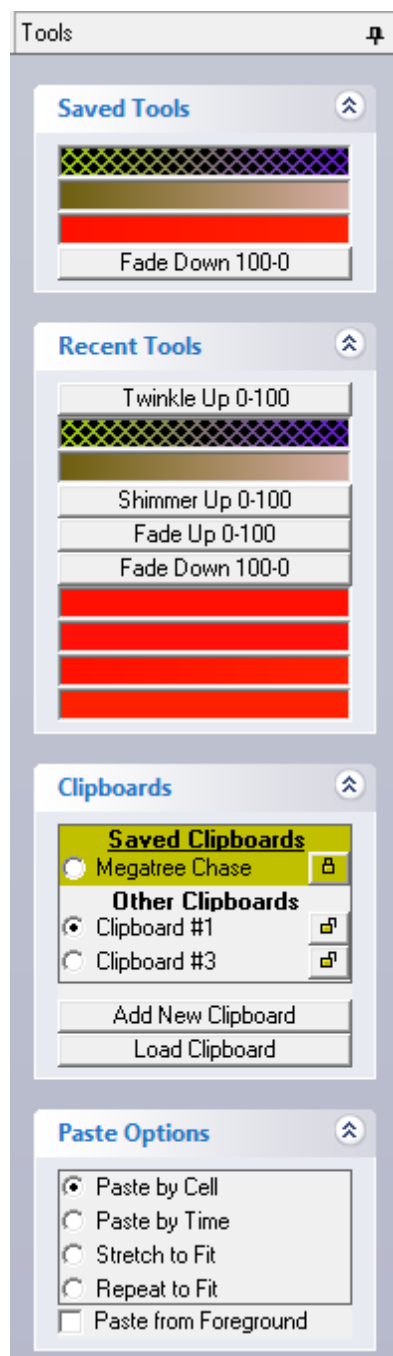 Tools
Saved Tools
Fade Down 100-0
Recent Tools
Twinkle Up 0-100
Shimmer Up 0-100
Fade Up 0-100
Fade Down 100-0
Clipboards
Saved Clipboards
Megatree Chase
Other Clipboards
Clipboard #1
Clipboard #3
Add New Clipboard
Load Clipboard
Paste Options
Paste by Cell
Paste by Time
Stretch to Fit
Repeat to Fit
Paste from Foreground